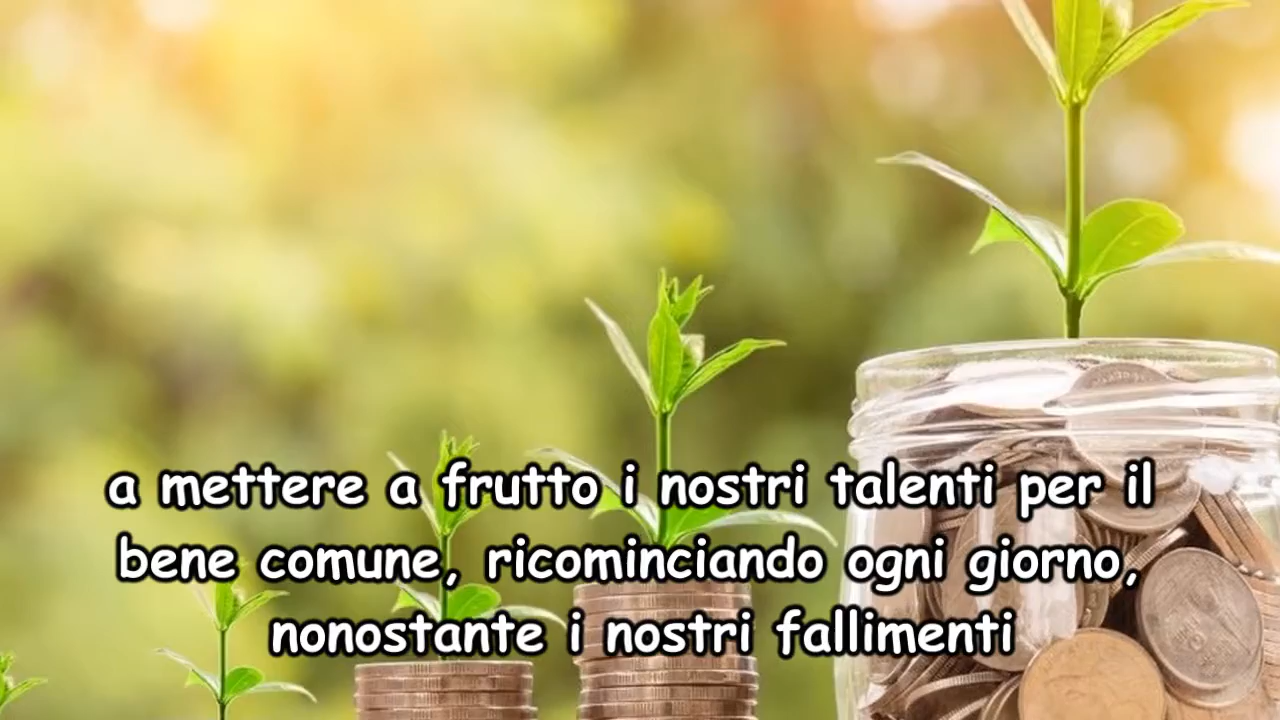 a mettere a frutto i nostri talenti per il
bene comune, ricominciando ogni giorno,
nonostante i nostri fallimenti